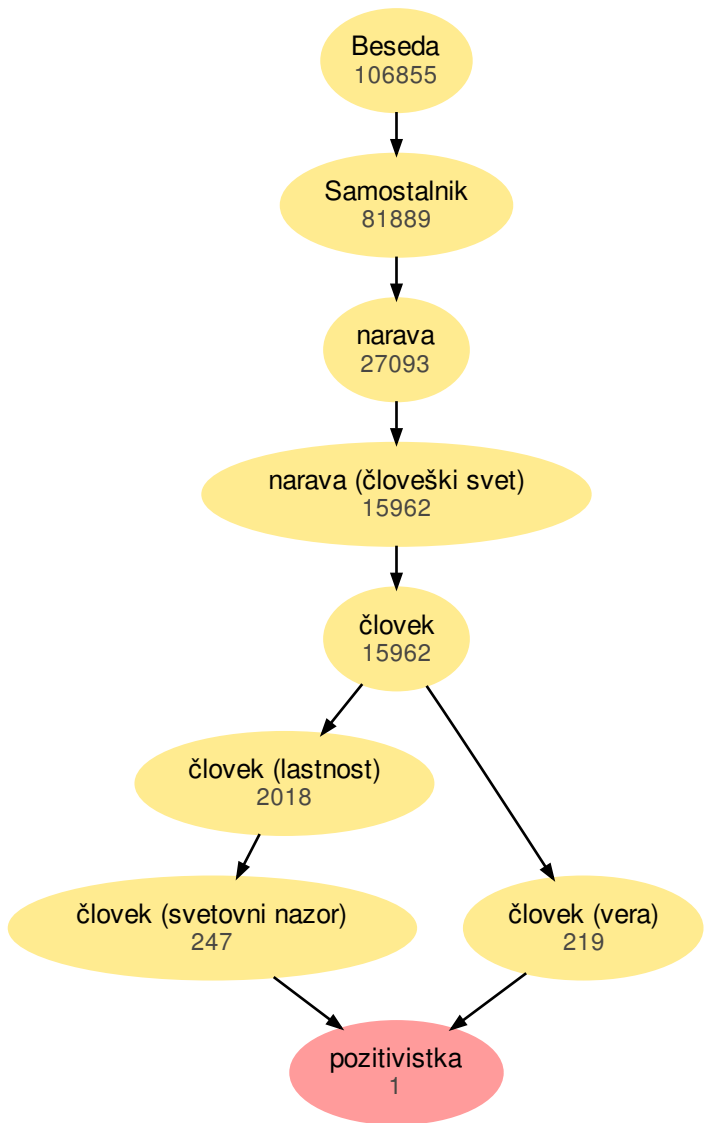 Beseda
106855
Samostalnik
81889
narava
27093
narava (človeški svet)
15962
človek
15962
človek (lastnost)
2018
človek (svetovni nazor)
247
človek (vera)
219
pozitivistka
1